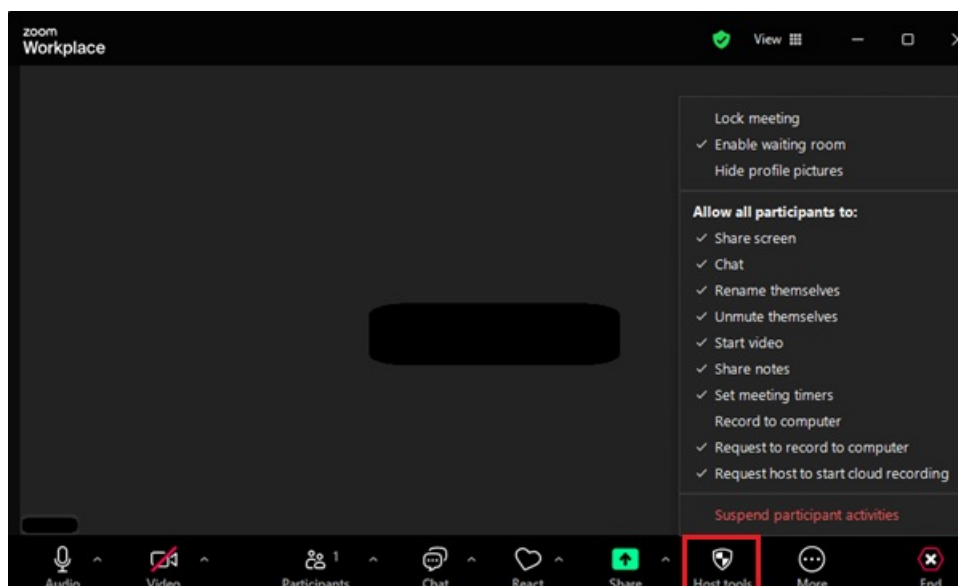 zoom
Workplace
View
Lock meeting
✓ Enable waiting room
Hide profile pictures
Allow all participants to:
✓ Share screen
✓ Chat
✓ Rename themselves
✓ Unmute themselves
✓ Start video
✓ Share notes
✓ Set meeting timers
Record to computer
✓ Request to record to computer
✓ Request host to start cloud recording
Suspend participant activities
1
Audio
Video
Participants
Chat
React
Share
Host tools
More
End